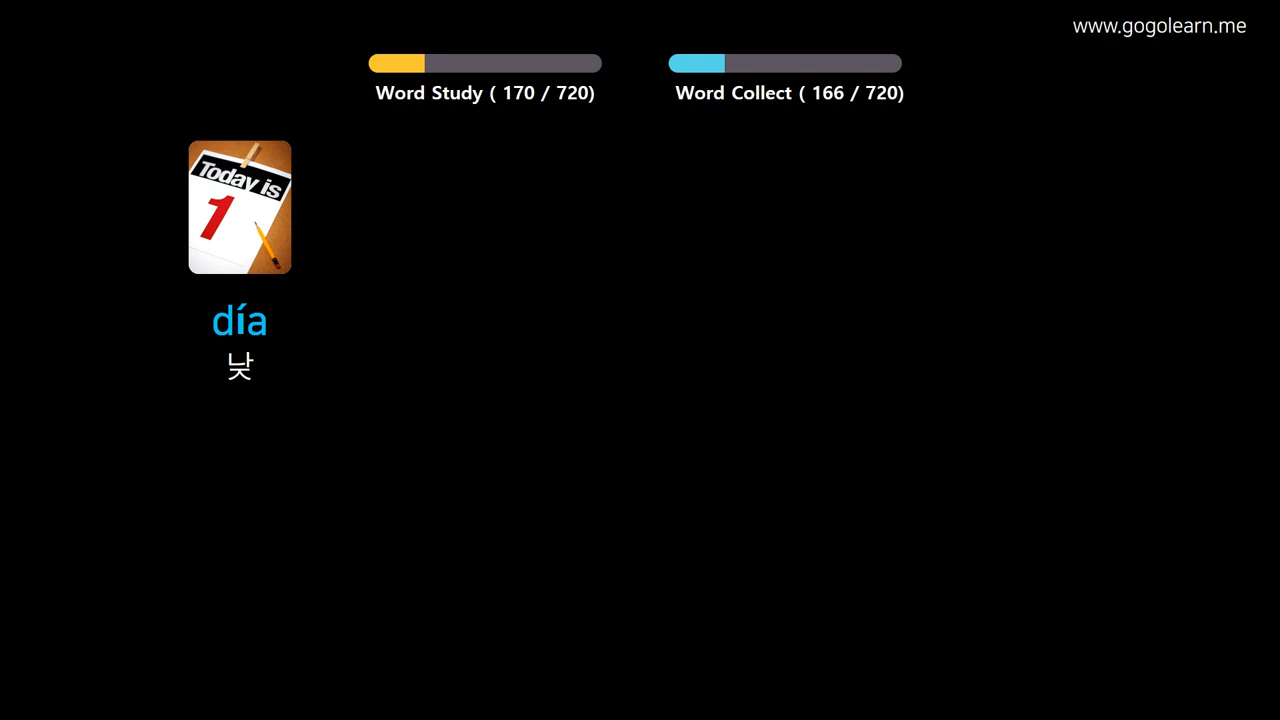 www.gogolearn.me
Word Study ( 170 / 720)
Word Collect ( 166 / 720)
Today is
1
día
낮